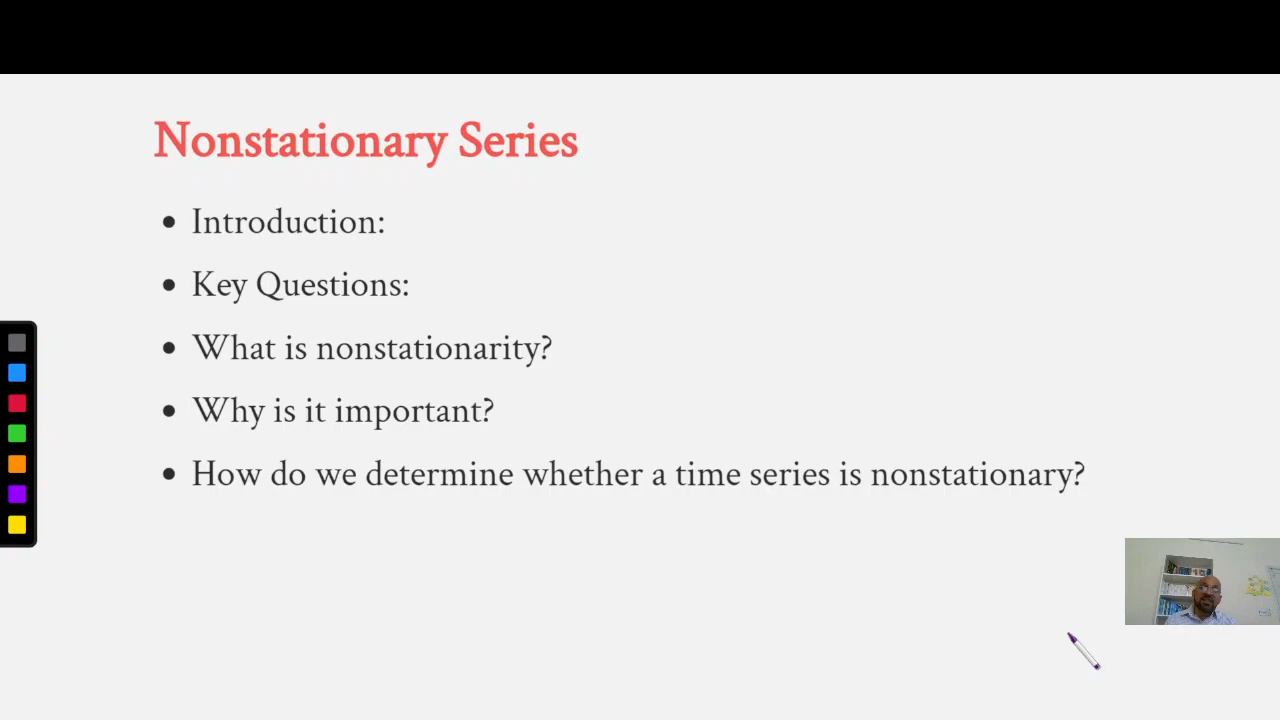 Nonstationary Series
• Introduction:
• Key Questions:
• What is nonstationarity?
• Why is it important?
• How do we determine whether a time series is nonstationary?